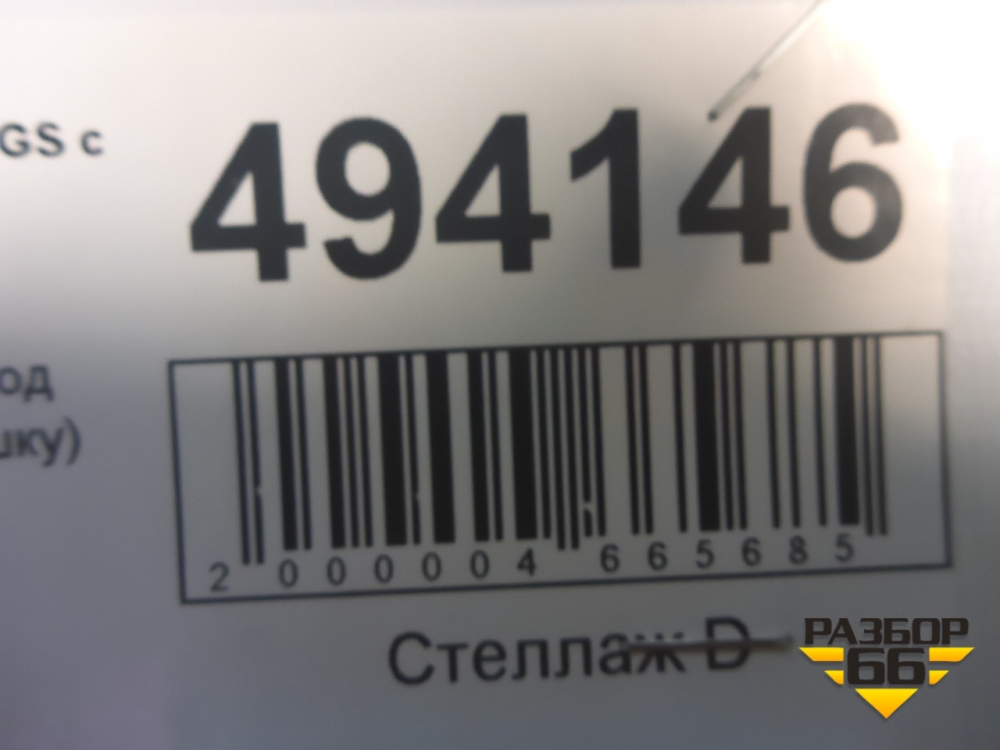 GS с
494146
од
шку)
2 000004 665685
Стеллаж D
РАЗБОР
66